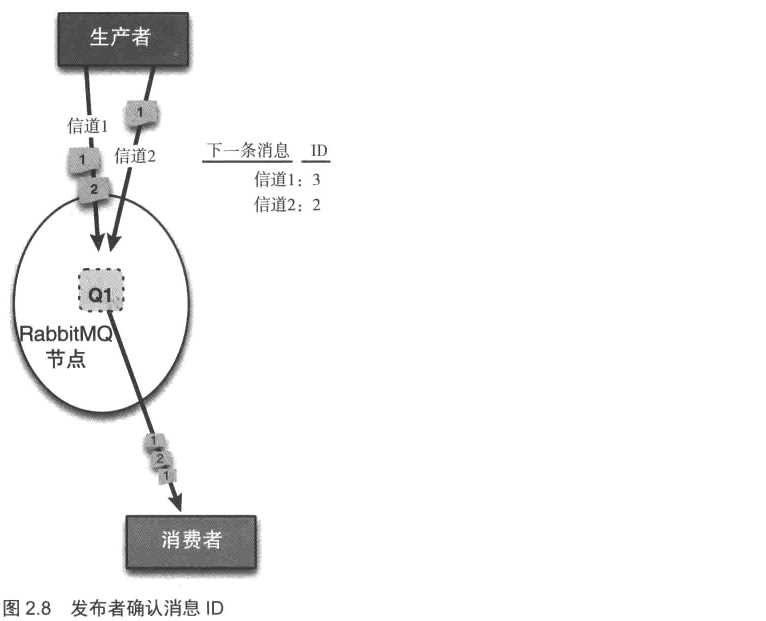 生产者
1
信道1
信道2
1
2
下一条消息 ID
信道1：3
信道2：2
Q1
RabbitMQ
节点
1
2
1
消费者
图 2.8 发布者确认消息 ID